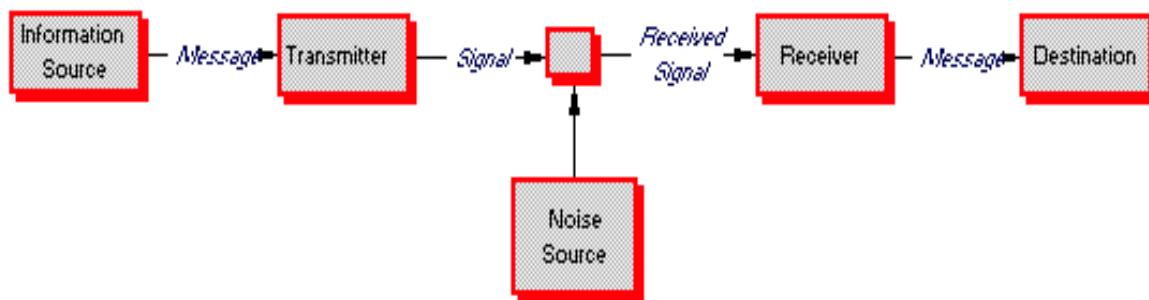 Information
Source
Message
Transmitter
Signal
Received
Signal
Receiver
Message
Destination
Noise
Source